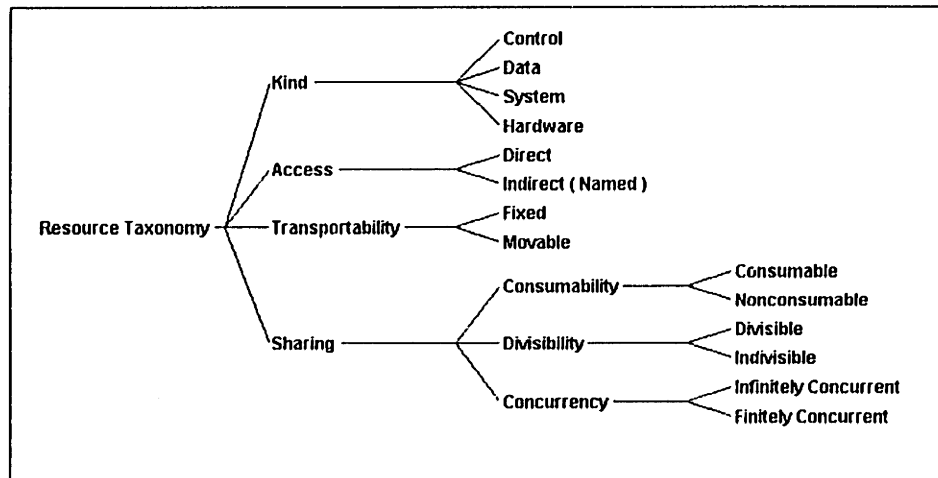 Control
Data
Kind
System
Hardware
Direct
Access
Indirect ( Named )
Fixed
Resource Taxonomy
Transportability
Movable
Consumable
Consumability
Nonconsumable
Divisible
Sharing
Divisibility
Indivisible
Infinitely Concurrent
Concurrency
Finitely Concurrent